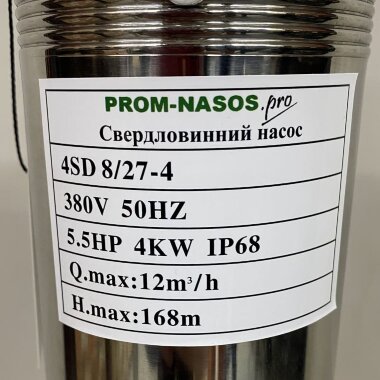 PROM-NASOS.pro
Свердловинний насос
4SD 8/27-4
380V 50HZ
5.5HP 4KW IP68
Q.max:12m³/h
H.max:168m